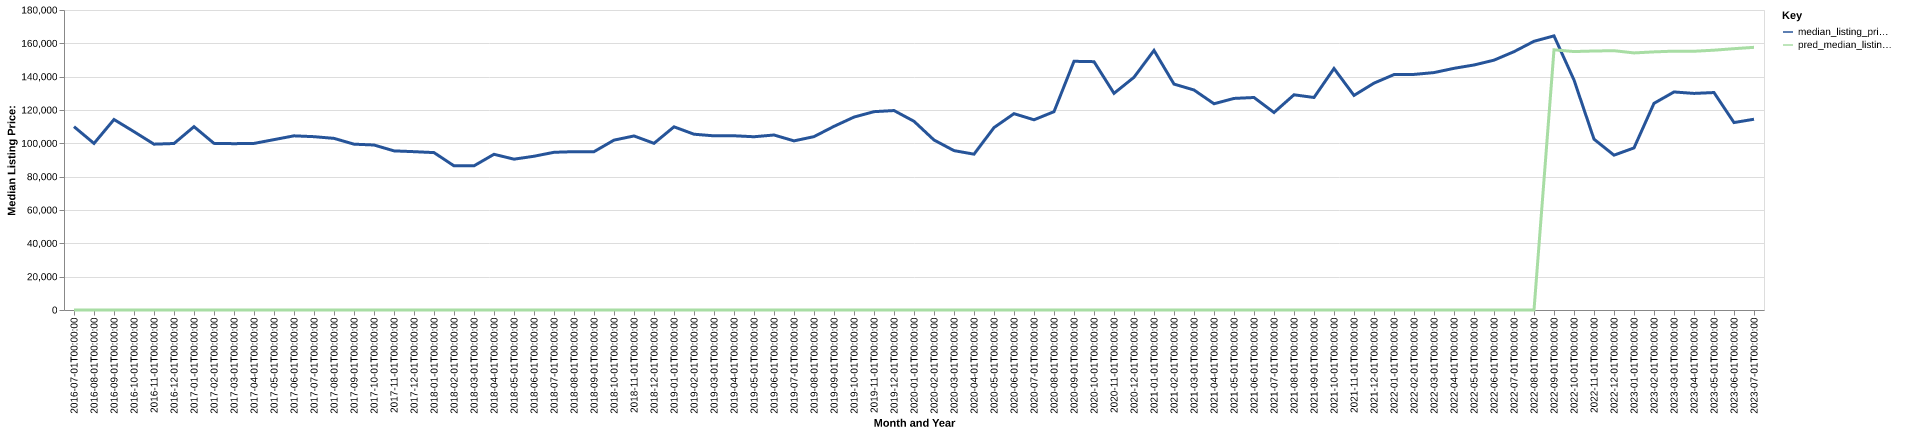 Key
median_listing_pri...
pred_median_listin...
Median Listing Price:
180,000
160,000
140,000
120,000
100,000
80,000
60,000
40,000
20,000
0
2016-07-01T00:00:00
2016-08-01T00:00:00
2016-09-01T00:00:00
2016-10-01T00:00:00
2016-11-01T00:00:00
2016-12-01T00:00:00
2017-01-01T00:00:00
2017-02-01T00:00:00
2017-03-01T00:00:00
2017-04-01T00:00:00
2017-05-01T00:00:00
2017-06-01T00:00:00
2017-07-01T00:00:00
2017-08-01T00:00:00
2017-09-01T00:00:00
2017-10-01T00:00:00
2017-11-01T00:00:00
2017-12-01T00:00:00
2018-01-01T00:00:00
2018-02-01T00:00:00
2018-03-01T00:00:00
2018-04-01T00:00:00
2018-05-01T00:00:00
2018-06-01T00:00:00
2018-07-01T00:00:00
2018-08-01T00:00:00
2018-09-01T00:00:00
2018-10-01T00:00:00
2018-11-01T00:00:00
2018-12-01T00:00:00
2019-01-01T00:00:00
2019-02-01T00:00:00
2019-03-01T00:00:00
2019-04-01T00:00:00
2019-05-01T00:00:00
2019-06-01T00:00:00
2019-07-01T00:00:00
2019-08-01T00:00:00
2019-09-01T00:00:00
2019-10-01T00:00:00
2019-11-01T00:00:00
2019-12-01T00:00:00
2020-01-01T00:00:00
2020-02-01T00:00:00
2020-03-01T00:00:00
2020-04-01T00:00:00
2020-05-01T00:00:00
2020-06-01T00:00:00
2020-07-01T00:00:00
2020-08-01T00:00:00
2020-09-01T00:00:00
2020-10-01T00:00:00
2020-11-01T00:00:00
2020-12-01T00:00:00
2021-01-01T00:00:00
2021-02-01T00:00:00
2021-03-01T00:00:00
2021-04-01T00:00:00
2021-05-01T00:00:00
2021-06-01T00:00:00
2021-07-01T00:00:00
2021-08-01T00:00:00
2021-09-01T00:00:00
2021-10-01T00:00:00
2021-11-01T00:00:00
2021-12-01T00:00:00
2022-01-01T00:00:00
2022-02-01T00:00:00
2022-03-01T00:00:00
2022-04-01T00:00:00
2022-05-01T00:00:00
2022-06-01T00:00:00
2022-07-01T00:00:00
2022-08-01T00:00:00
2022-09-01T00:00:00
2022-10-01T00:00:00
2022-11-01T00:00:00
2022-12-01T00:00:00
2023-01-01T00:00:00
2023-02-01T00:00:00
2023-03-01T00:00:00
2023-04-01T00:00:00
2023-05-01T00:00:00
2023-06-01T00:00:00
2023-07-01T00:00:00
Month and Year